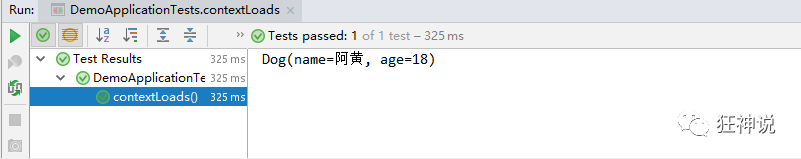 Run: DemoApplicationTests.contextLoads ×
>> Tests passed: 1 of 1 test – 325 ms
Test Results 325 ms
DemoApplicationTe 325 ms
contextLoads() 325 ms
Dog(name=阿黄, age=18)
狂神说